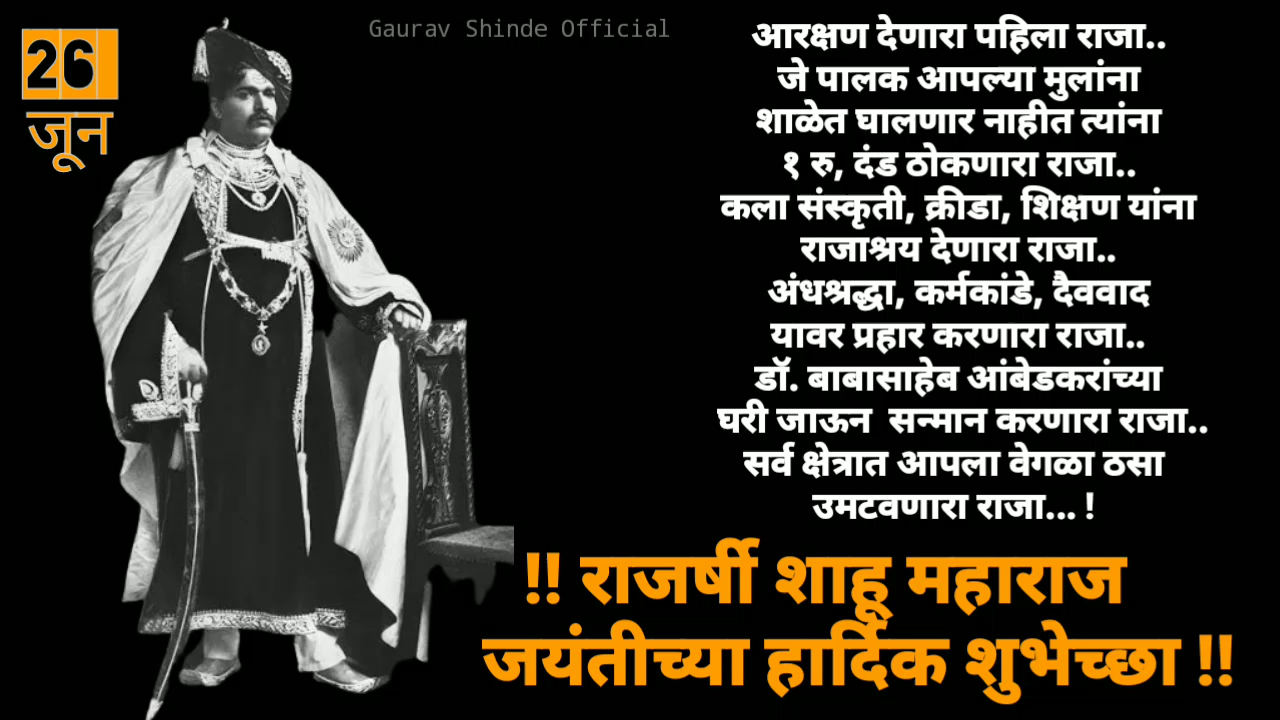 Gaurav Shinde Official
26
जून
आरक्षण देणारा पहिला राजा..
जे पालक आपल्या मुलांना
शाळेत घालणार नाहीत त्यांना
१ रु, दंड ठोकणारा राजा..
कला संस्कृती, क्रीडा, शिक्षण यांना
राजाश्रय देणारा राजा..
अंधश्रद्धा, कर्मकांडे, दैववाद
यावर प्रहार करणारा राजा..
डॉ. बाबासाहेब आंबेडकरांच्या
घरी जाऊन  सन्मान करणारा राजा..
सर्व क्षेत्रात आपला वेगळा ठसा
उमटवणारा राजा... !
!! राजर्षी शाहू महाराज
जयंतीच्या हार्दिक शुभेच्छा !!